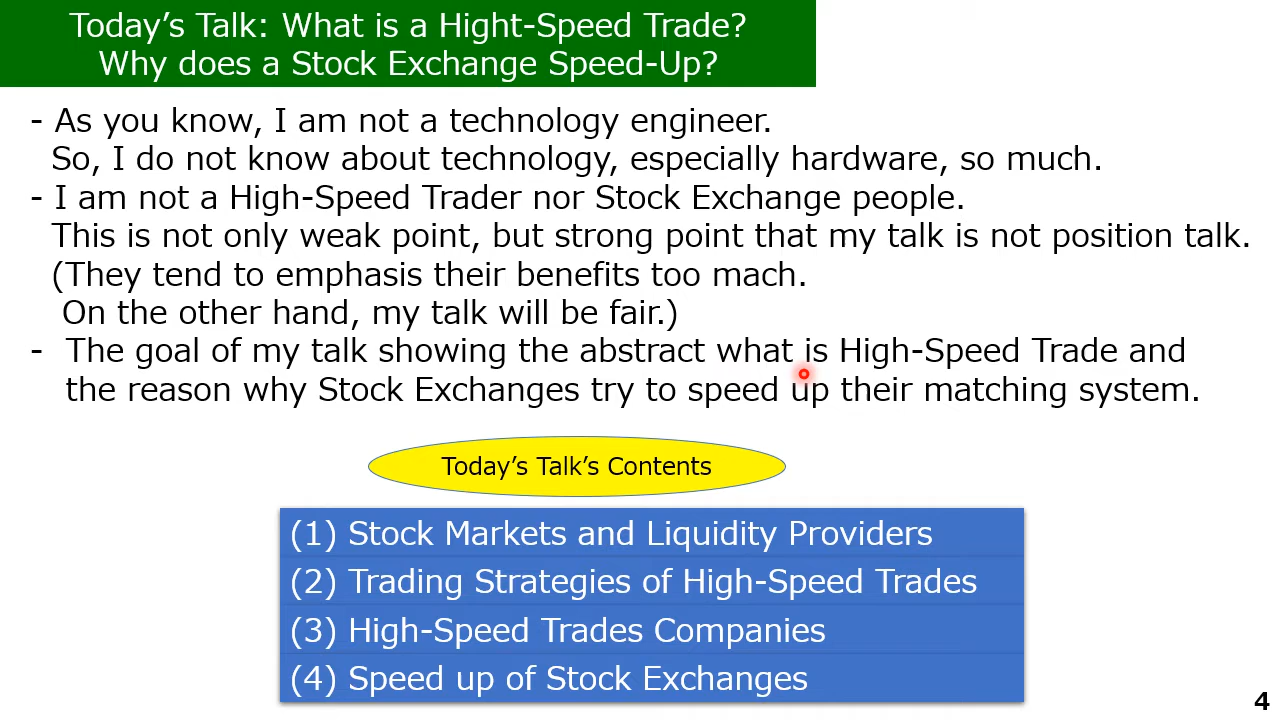 Today's Talk: What is a Hight-Speed Trade?
Why does a Stock Exchange Speed-Up?
- As you know, I am not a technology engineer.
So, I do not know about technology, especially hardware, so much.
- I am not a High-Speed Trader nor Stock Exchange people.
This is not only weak point, but strong point that my talk is not position talk.
(They tend to emphasis their benefits too mach.
On the other hand, my talk will be fair.)
- The goal of my talk showing the abstract what is High-Speed Trade and
the reason why Stock Exchanges try to speed up their matching system.
Today's Talk's Contents
(1) Stock Markets and Liquidity Providers
(2) Trading Strategies of High-Speed Trades
(3) High-Speed Trades Companies
(4) Speed up of Stock Exchanges
4